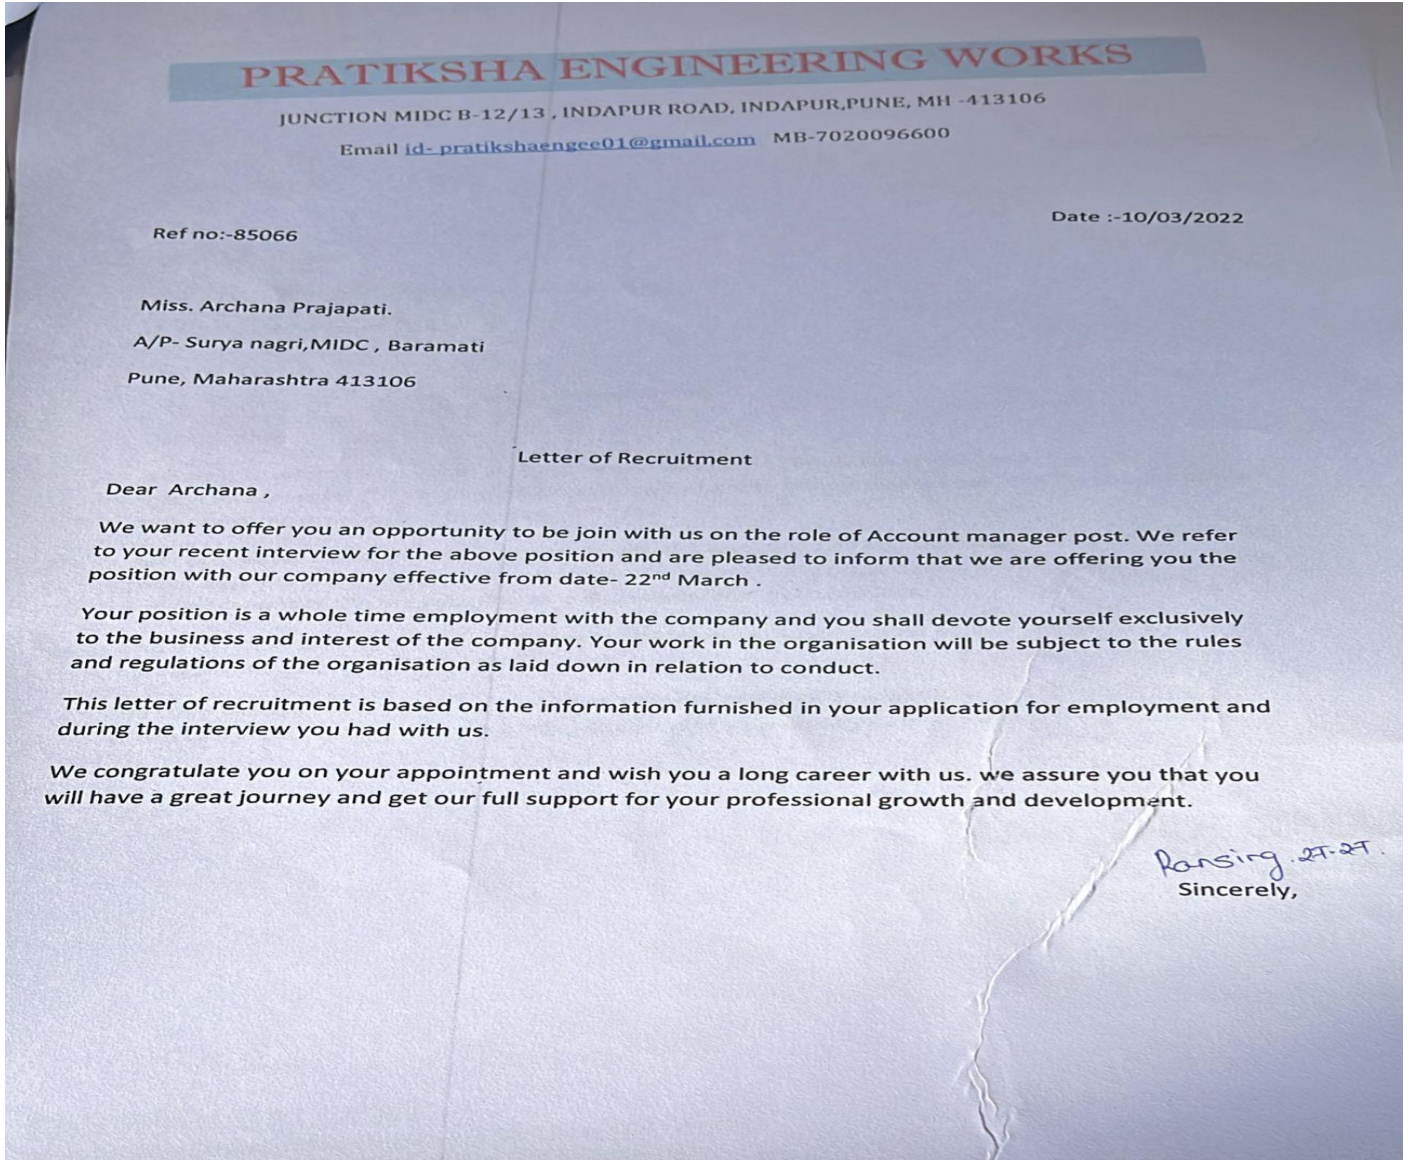 PRATIKSHA ENGINEERING WORKS
JUNCTION MIDC B-12/13 , INDAPUR ROAD, INDAPUR,PUNE, MH -413106
Email id- pratikshaengee01@gmail.com MB-7020096600
Date :-10/03/2022
Ref no:-85066
Miss. Archana Prajapati.
A/P- Surya nagri,MIDC , Baramati
Pune, Maharashtra 413106
Letter of Recruitment
Dear Archana ,
We want to offer you an opportunity to be join with us on the role of Account manager post. We refer
to your recent interview for the above position and are pleased to inform that we are offering you the
position with our company effective from date- 22nd March .
Your position is a whole time employment with the company and you shall devote yourself exclusively
to the business and interest of the company. Your work in the organisation will be subject to the rules
and regulations of the organisation as laid down in relation to conduct.
This letter of recruitment is based on the information furnished in your application for employment and
during the interview you had with us.
We congratulate you on your appointment and wish you a long career with us. we assure you that you
will have a great journey and get our full support for your professional growth and development.
Ransing
Sincerely,